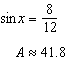 sin x = 8/12
A ≈ 41.8